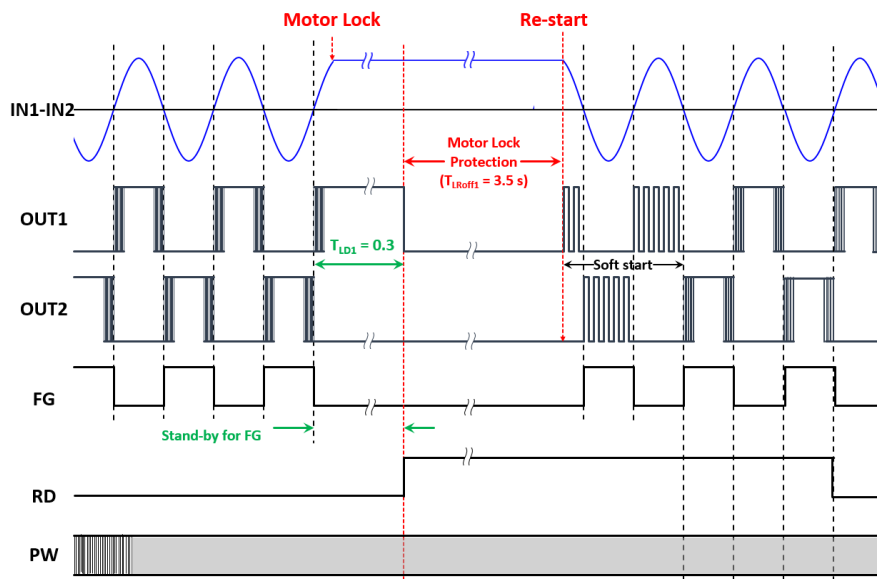 Motor Lock
Re-start
IN1-IN2
Motor Lock
Protection
(TLRoff1 = 3.5 s)
OUT1
TLD1 = 0.3
Soft start
OUT2
FG
Stand-by for FG
RD
PW